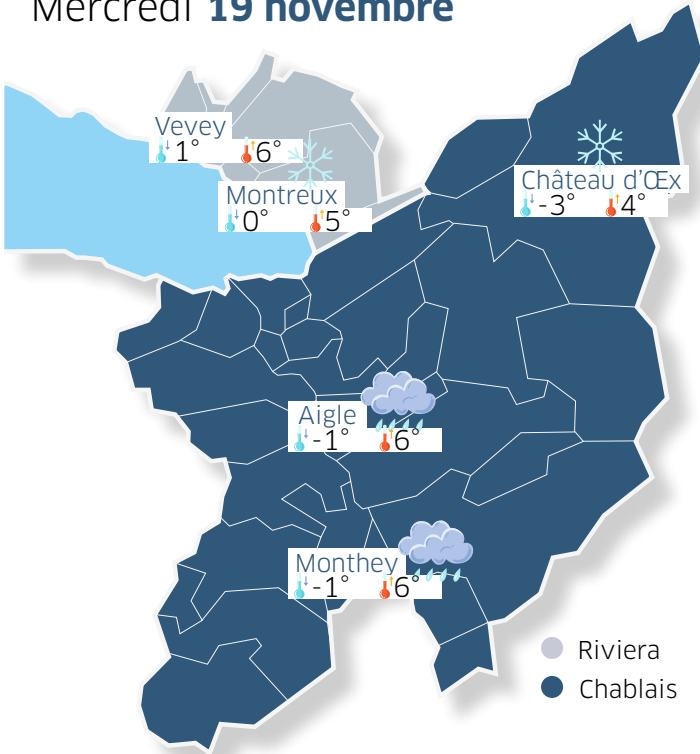 Mercredi 19 novembre
Vevey
1° 6°
Montreux
0° 5°
Château d'Œx
-3° 4°
Aigle
-1° 6°
Monthey
-1° 6°
Riviera
Chablais